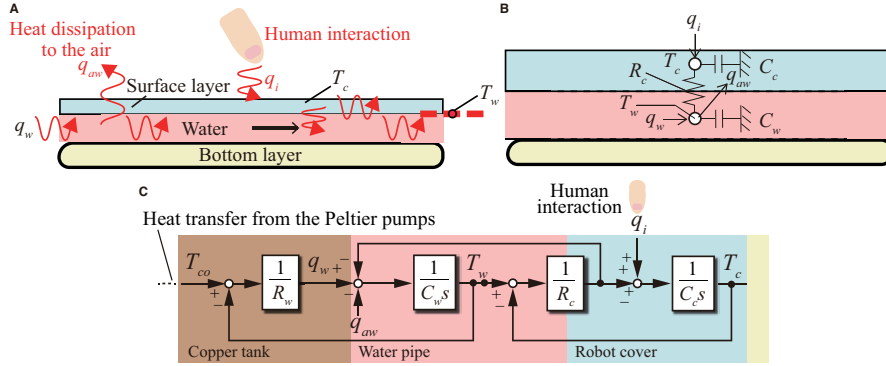 A
Heat dissipation
to the air
Human interaction
q_aw
Surface layer
q_i
T_c
T_w
q_w
Water
Bottom layer
B
q_i
T_c
q_aw
C_c
R_c
T_w
q_w
C_w
C
Human
interaction
q_i
Heat transfer from the Peltier pumps
T_co
+
−
1
R_w
q_w
+
−
−
q_aw
1
C_w s
T_w
+
−
1
R_c
+
+
+
−
1
C_c s
T_c
Copper tank
Water pipe
Robot cover